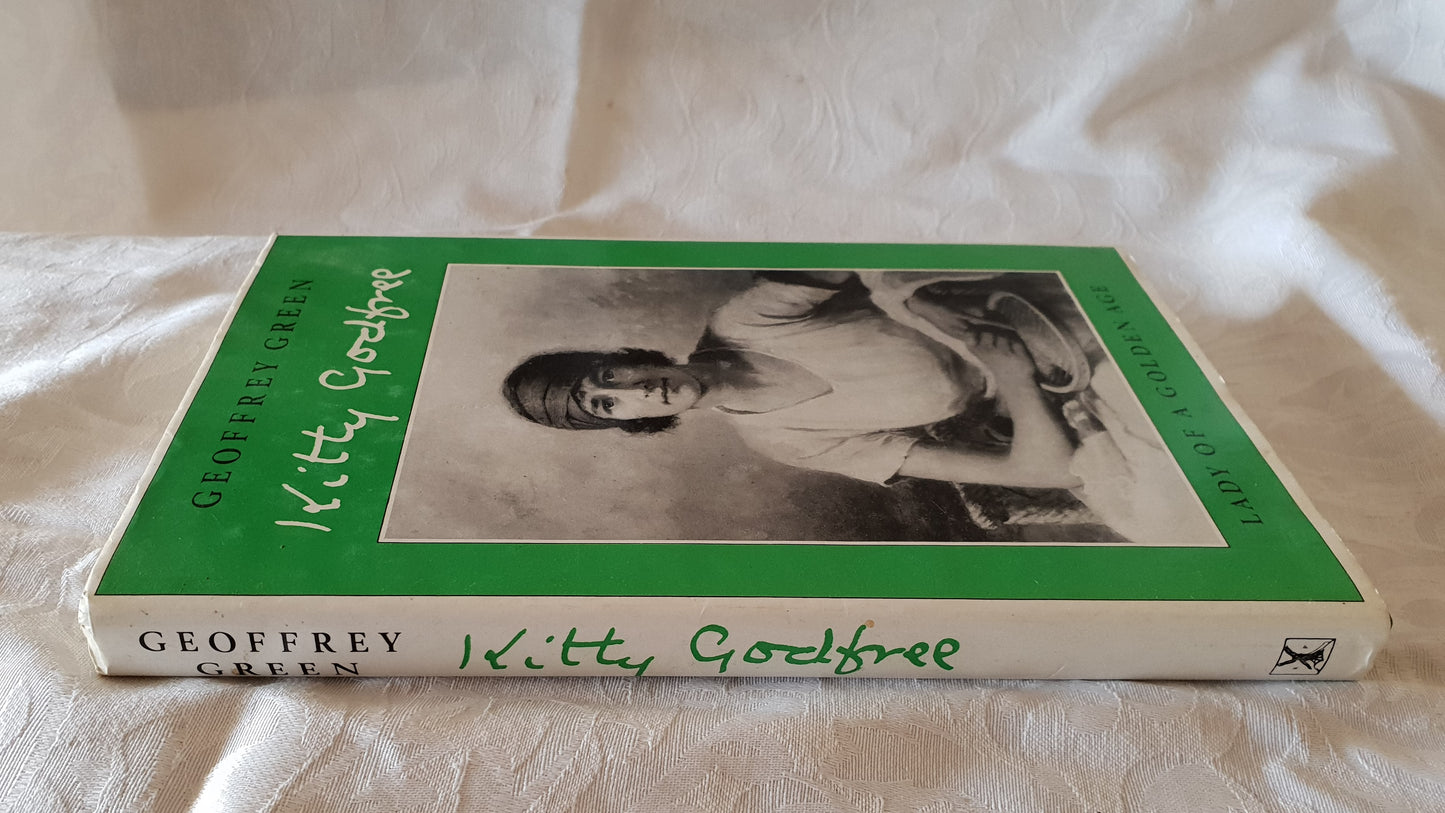 GEOFFREY GREEN
Kitty Godfree
LADY OF A GOLDEN AGE
GEOFFREY
GREEN
Kitty Godfree